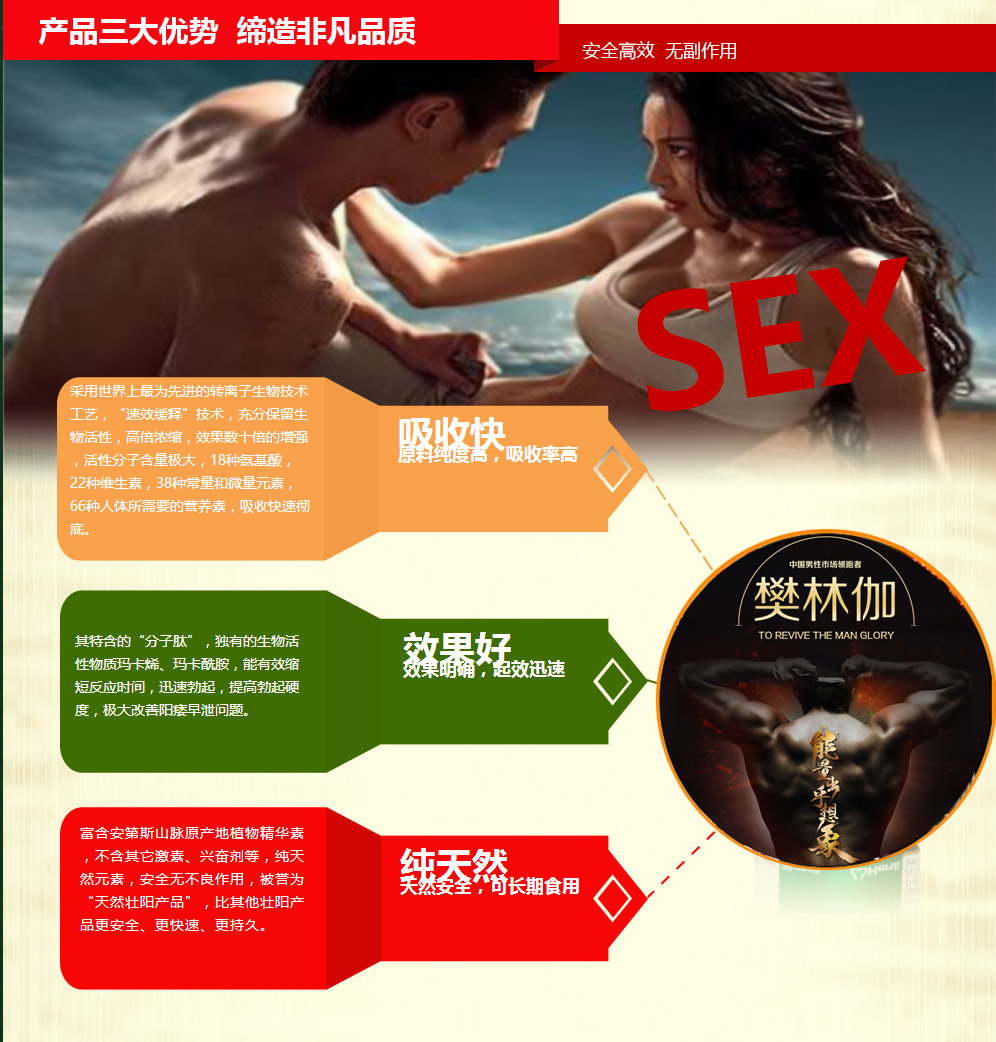 产品三大优势 缔造非凡品质
安全高效 无副作用
SEX
采用世界上最为先进的转离子生物技术
工艺，“速效缓释”技术，充分保留生
物活性，高倍浓缩，效果数十倍的增强
，活性分子含量极大，18种氨基酸，
22种维生素，38种常量和微量元素，
66种人体所需要的营养素，吸收快速彻
底。
吸收快
原料纯度高，吸收率高
中国男性市场领跑者
樊林伽
TO REVIVE THE MAN GLORY
能量超乎想象
其特含的“分子肽”，独有的生物活
性物质玛卡烯、玛卡酰胺，能有效缩
短反应时间，迅速勃起，提高勃起硬
度，极大改善阳痿早泄问题。
效果好
效果明确，起效迅速
富含安第斯山脉原产地植物精华素
，不含其它激素、兴奋剂等，纯天
然元素，安全无不良作用，被誉为
“天然壮阳产品”，比其他壮阳产
品更安全、更快速、更持久。
纯天然
天然安全，可长期食用